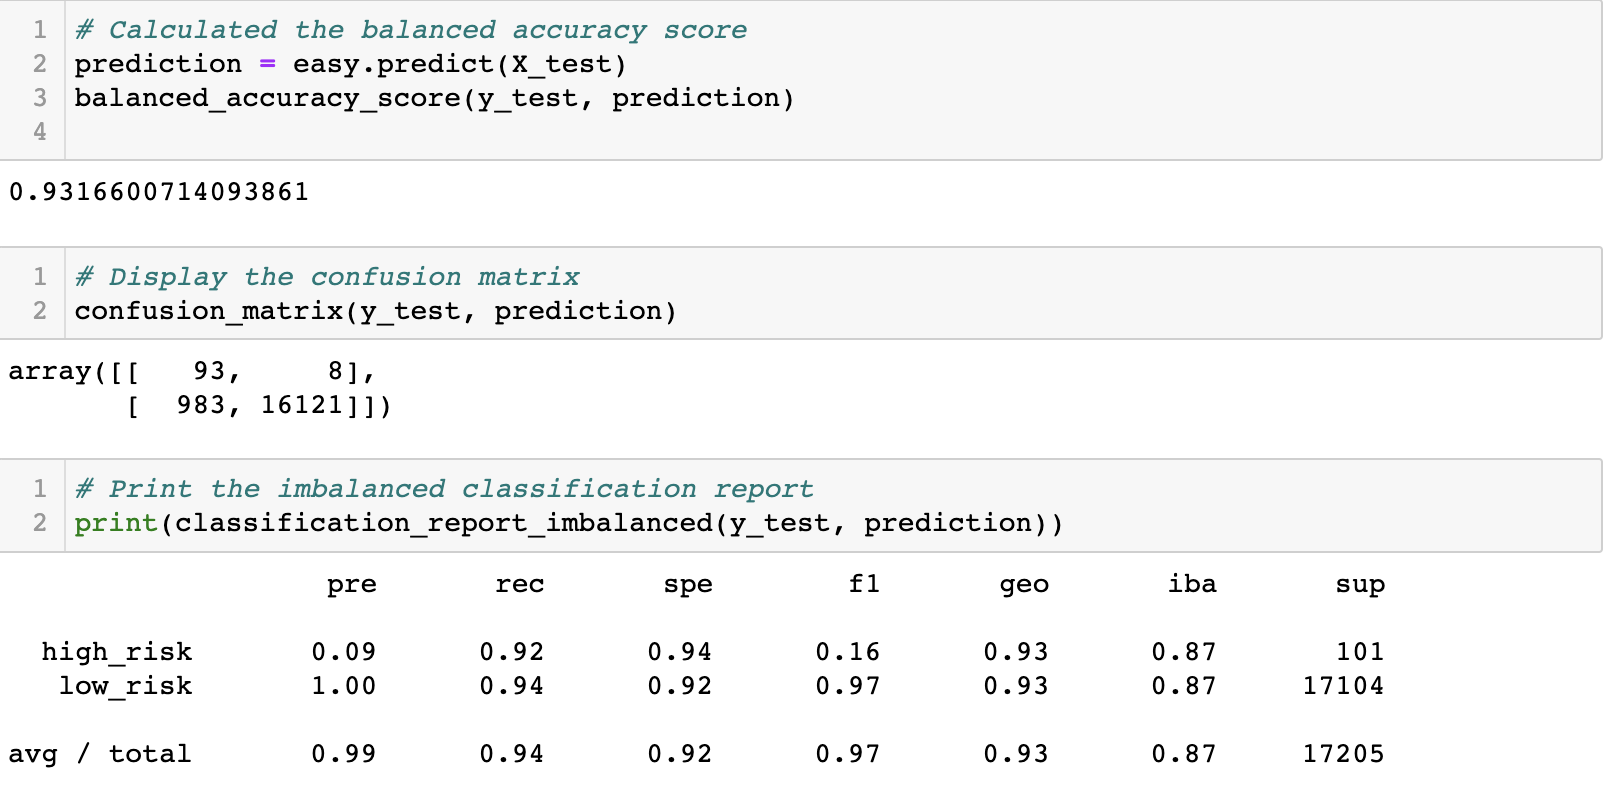 1 # Calculated the balanced accuracy score
2 prediction = easy.predict(X_test)
3 balanced_accuracy_score(y_test, prediction)
4
0.9316600714093861
1 # Display the confusion matrix
2 confusion_matrix(y_test, prediction)
array([[   93,     8],
       [  983, 16121]])
1 # Print the imbalanced classification report
2 print(classification_report_imbalanced(y_test, prediction))
pre rec spe f1 geo iba sup
high_risk 0.09 0.92 0.94 0.16 0.93 0.87 101
low_risk 1.00 0.94 0.92 0.97 0.93 0.87 17104
avg / total 0.99 0.94 0.92 0.97 0.93 0.87 17205